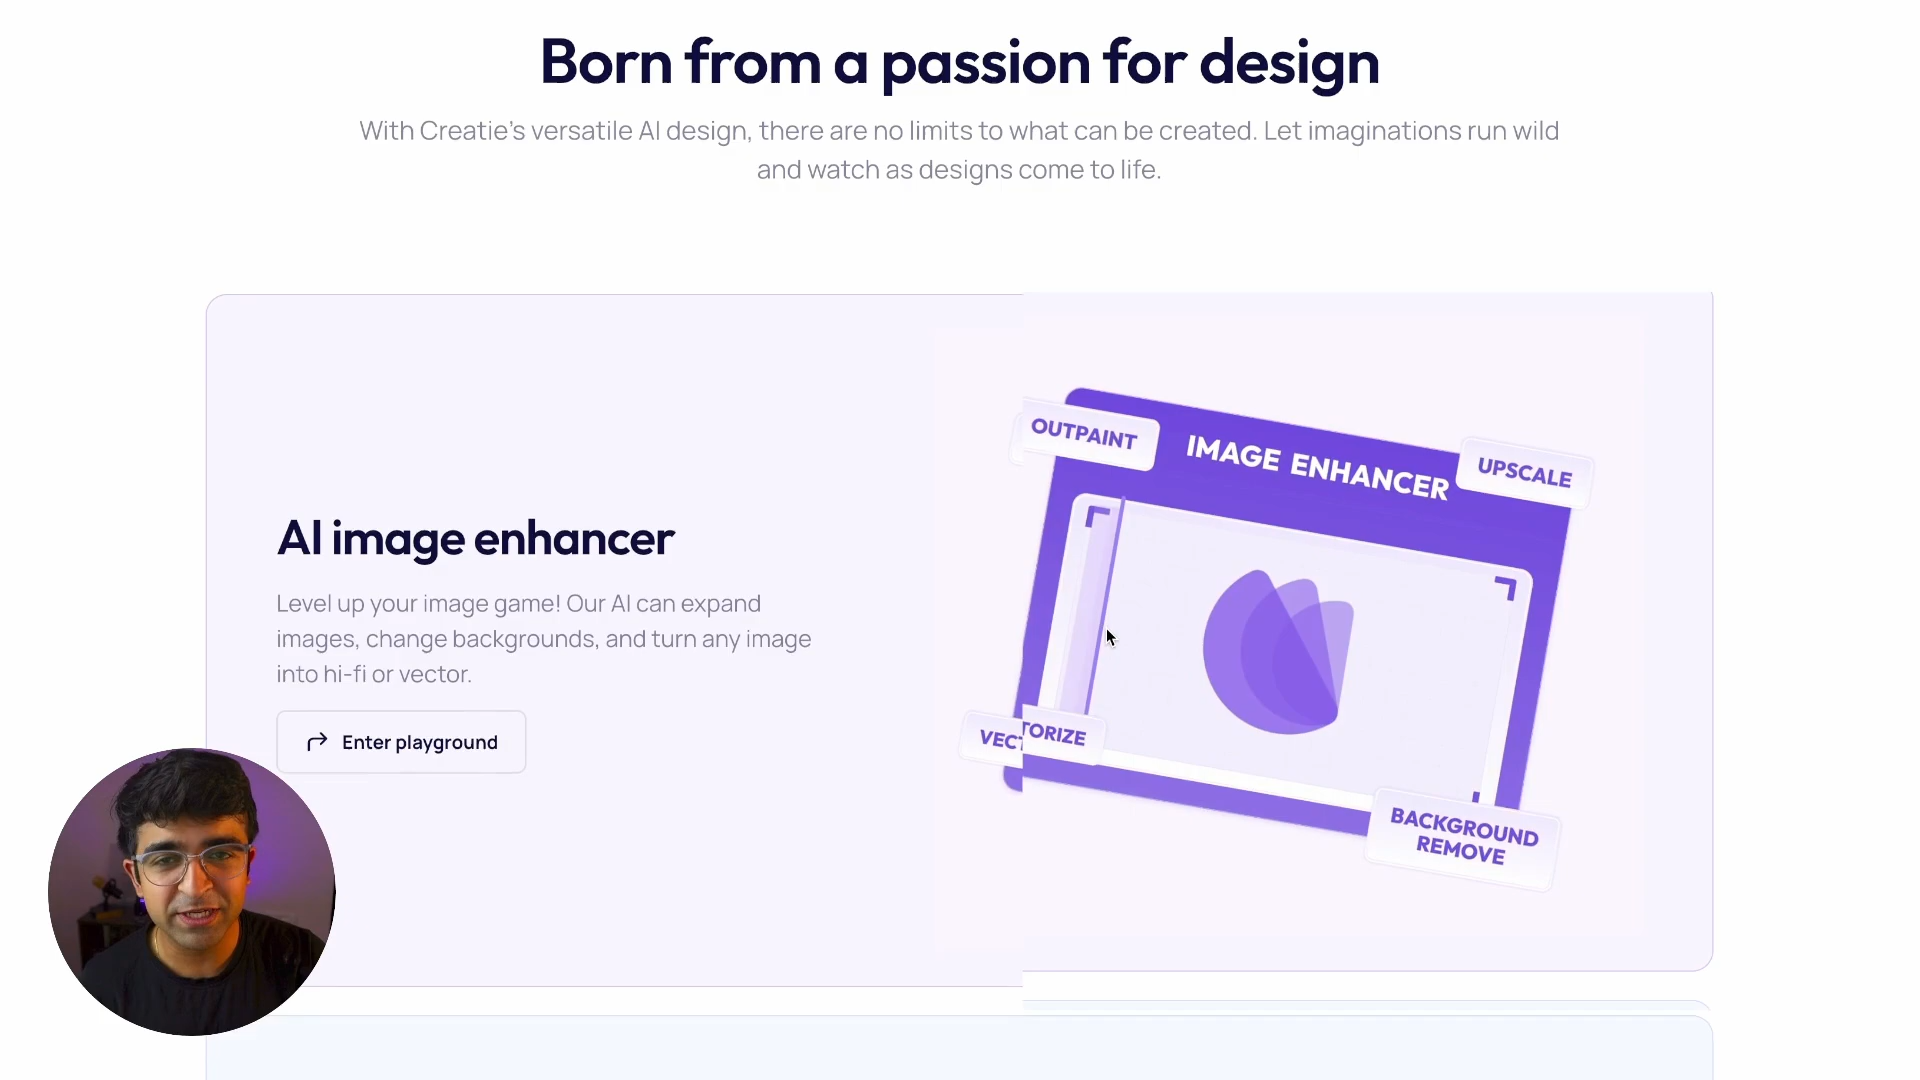 Born from a passion for design
With Creatie's versatile AI design, there are no limits to what can be created. Let imaginations run wild
and watch as designs come to life.
AI image enhancer
Level up your image game! Our AI can expand
images, change backgrounds, and turn any image
into hi-fi or vector.
Enter playground
OUTPAINT
IMAGE ENHANCER
UPSCALE
VECTORIZE
BACKGROUND
REMOVE